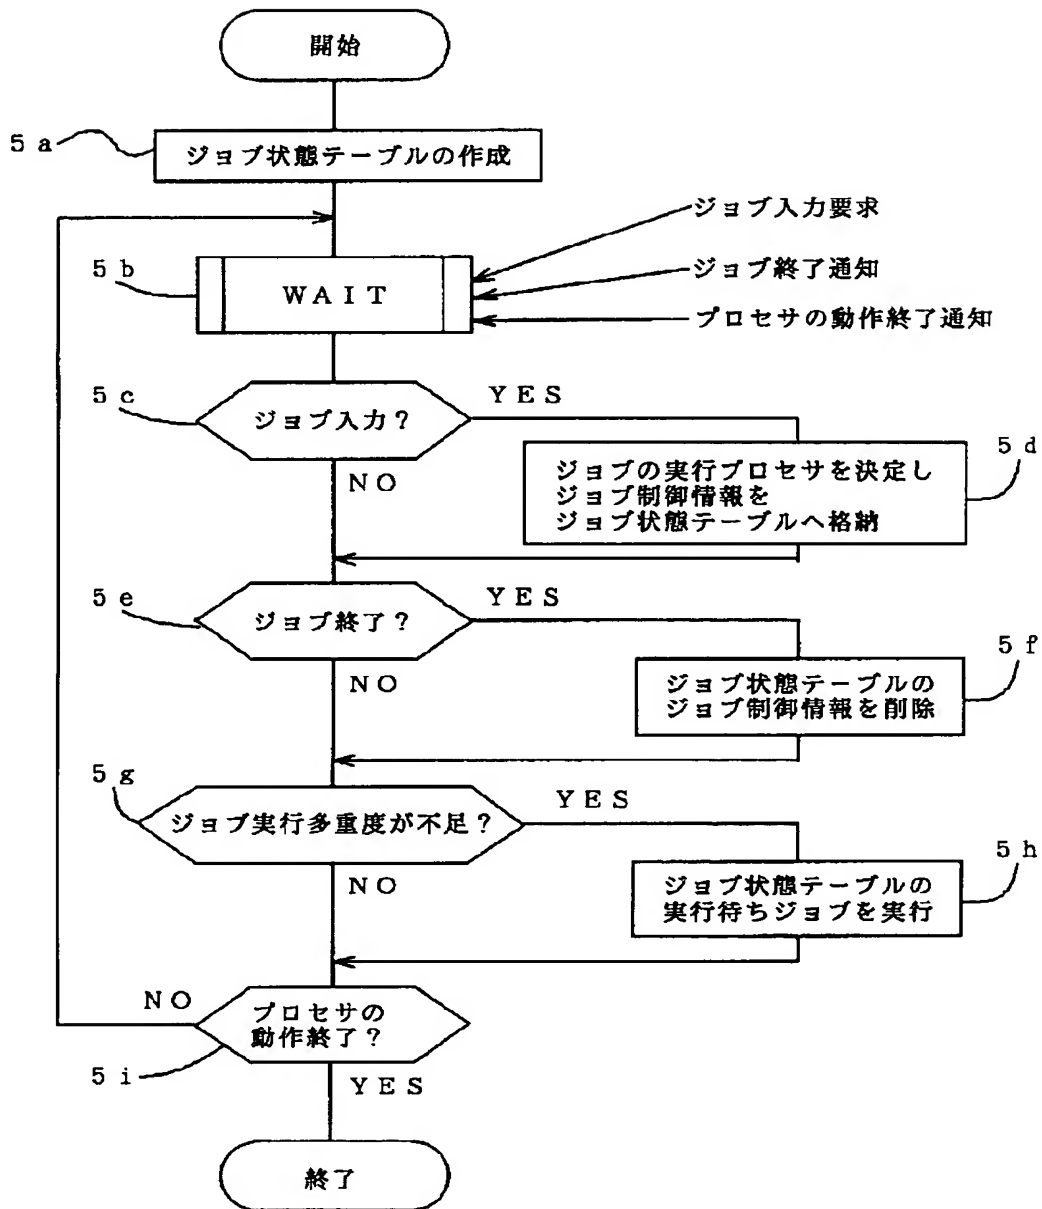 開始
5a
ジョブ状態テーブルの作成
ジョブ入力要求
5b
WAIT
ジョブ終了通知
プロセサの動作終了通知
5c
ジョブ入力？
YES
NO
5d
ジョブの実行プロセサを決定し
ジョブ制御情報を
ジョブ状態テーブルへ格納
5e
ジョブ終了？
YES
NO
5f
ジョブ状態テーブルの
ジョブ制御情報を削除
5g
ジョブ実行多重度が不足？
YES
NO
5h
ジョブ状態テーブルの
実行待ちジョブを実行
NO
プロセサの
動作終了？
5i
YES
終了